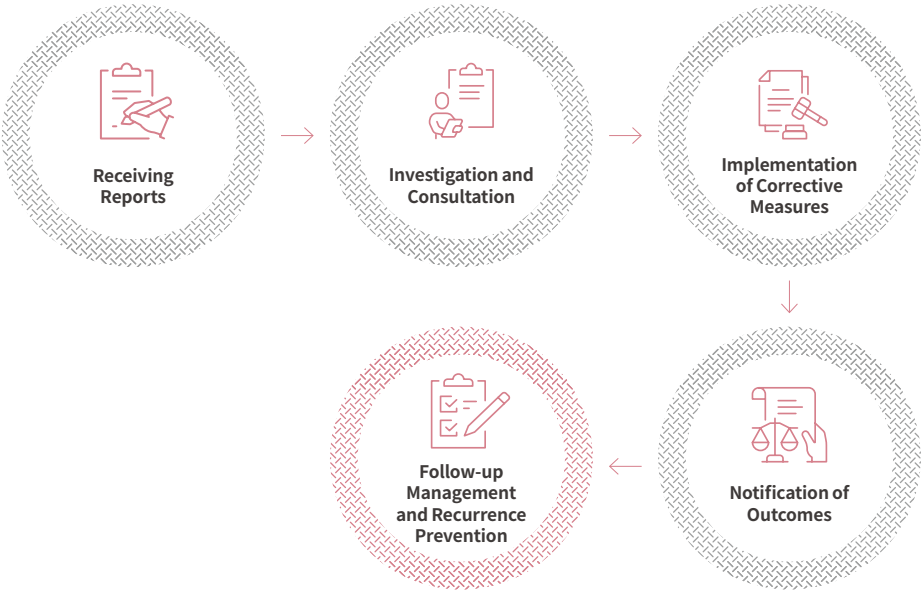 Receiving
Reports
Investigation and
Consultation
Implementation
of Corrective
Measures
Notification of
Outcomes
Follow-up
Management
and Recurrence
Prevention